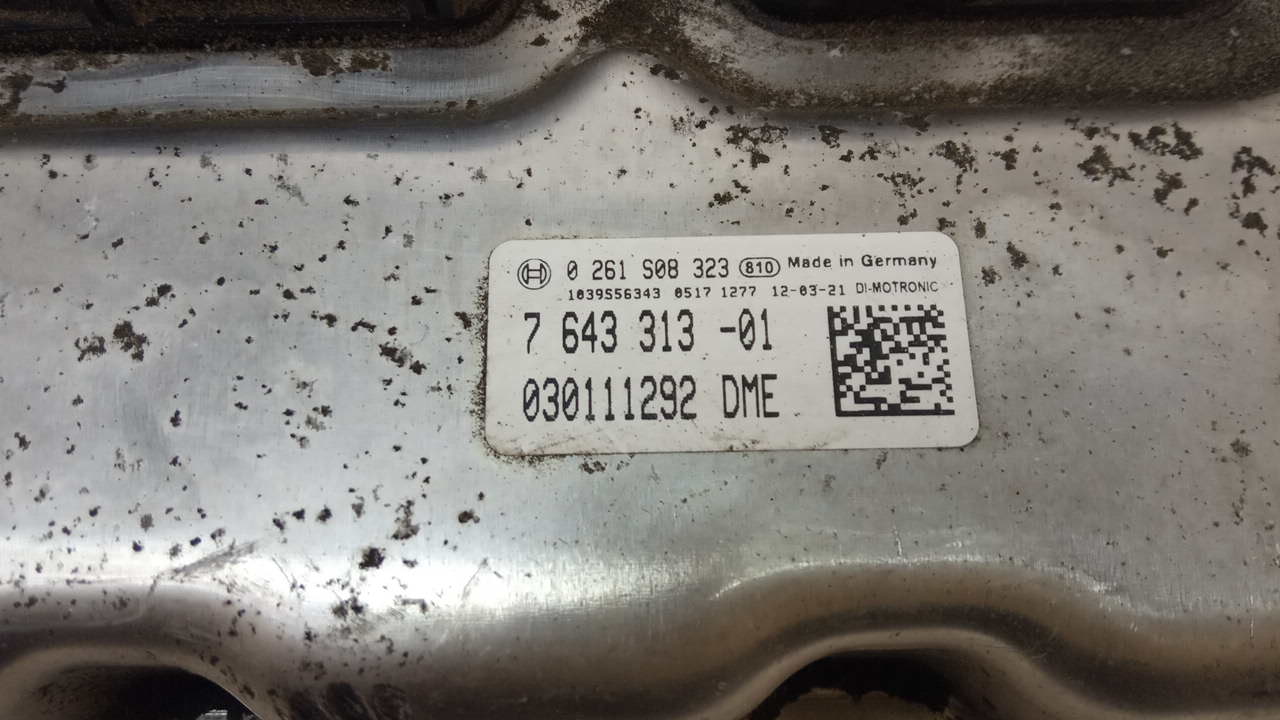 0 261 S08 323 810 Made in Germany
1039S56343 0517 1277 12-03-21 DI-MOTRONIC
7 643 313 -01
030111292 DME